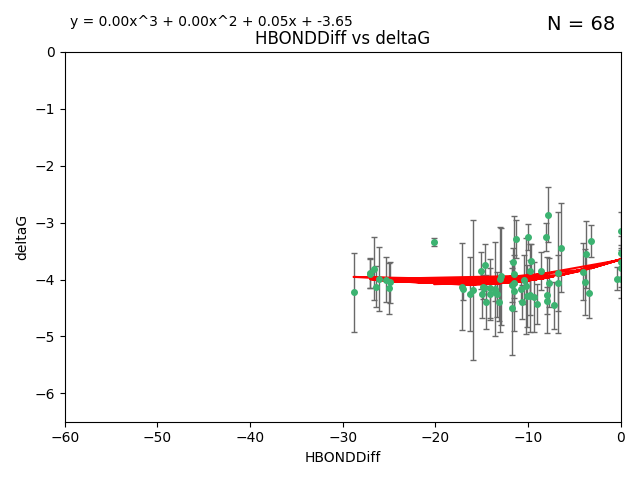 y = 0.00x^3 + 0.00x^2 + 0.05x + -3.65
N = 68
HBONDDiff vs deltaG
0
−1
−2
−3
−4
−5
−6
deltaG
−60
−50
−40
−30
−20
−10
0
HBONDDiff